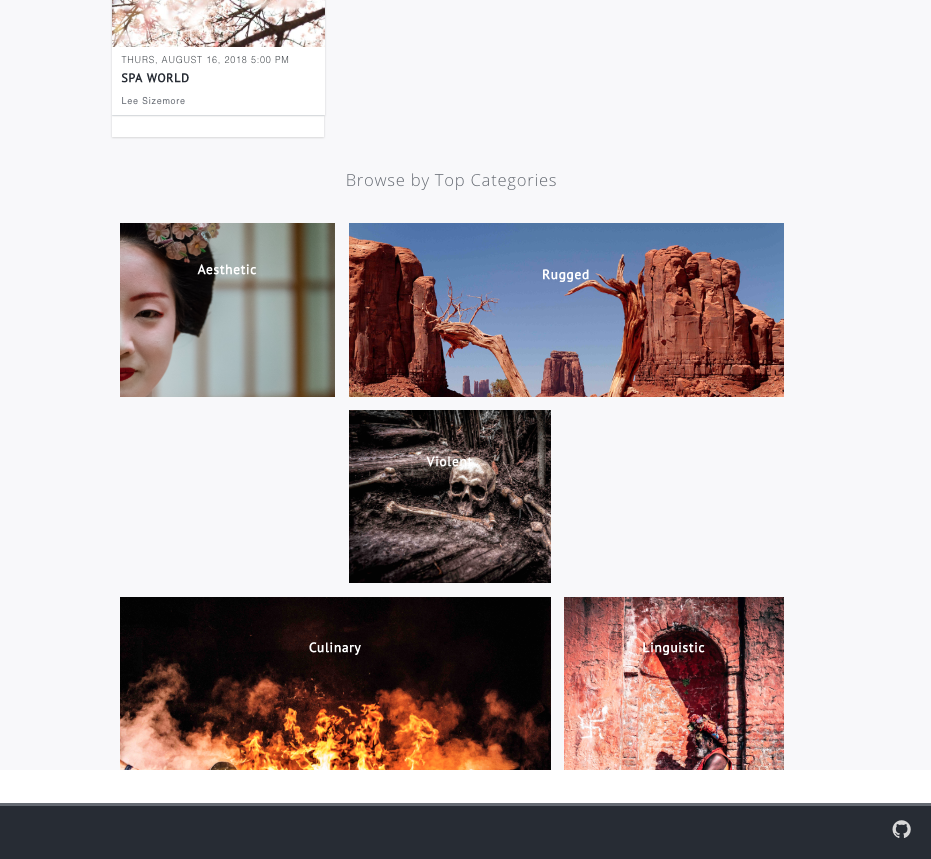 THURS, AUGUST 16, 2018 5:00 PM
SPA WORLD
Lee Sizemore
Browse by Top Categories
Aesthetic
Rugged
Violent
Culinary
Linguistic